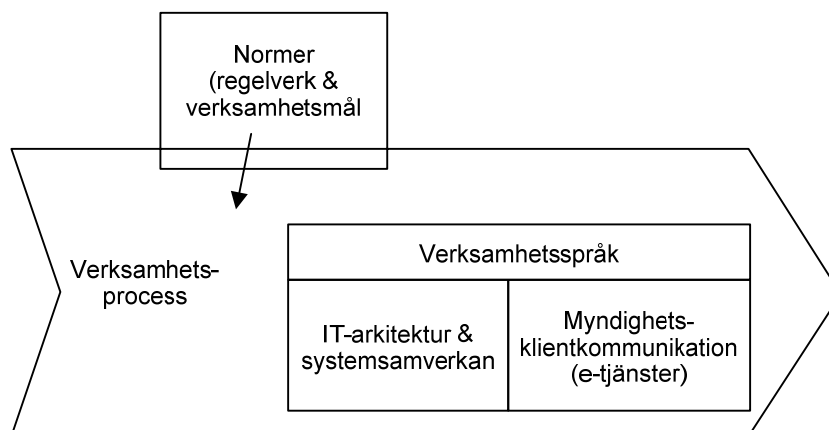 Normer
(regelverk &
verksamhetsmål
Verksamhetsspråk
Verksamhets-
process
IT-arkitektur &
systemsamverkan
Myndighets-
klientkommunikation
(e-tjänster)